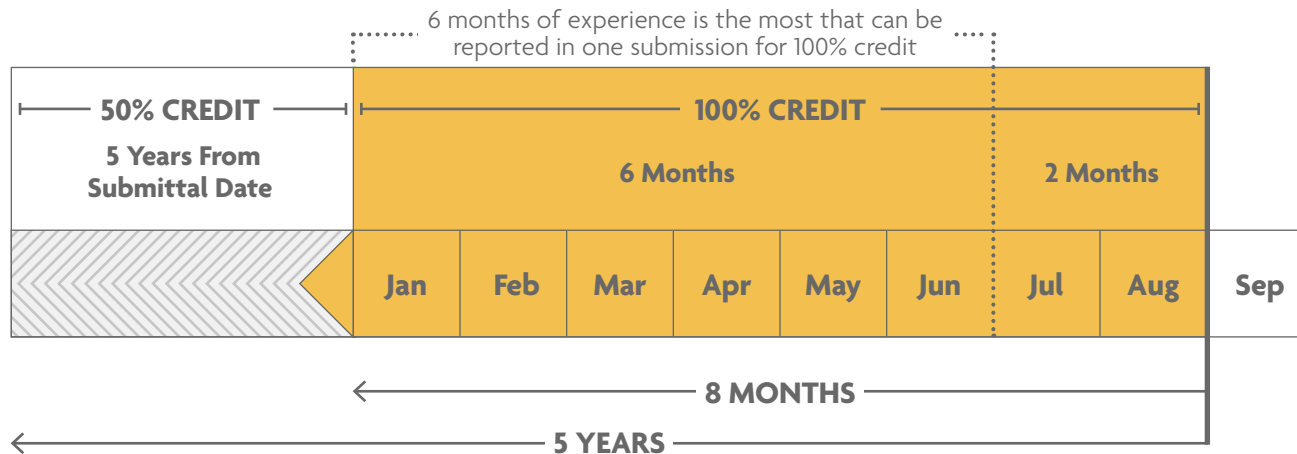 6 months of experience is the most that can be
reported in one submission for 100% credit
50% CREDIT
5 Years From
Submittal Date
100% CREDIT
6 Months
2 Months
Jan
Feb
Mar
Apr
May
Jun
Jul
Aug
Sep
8 MONTHS
5 YEARS